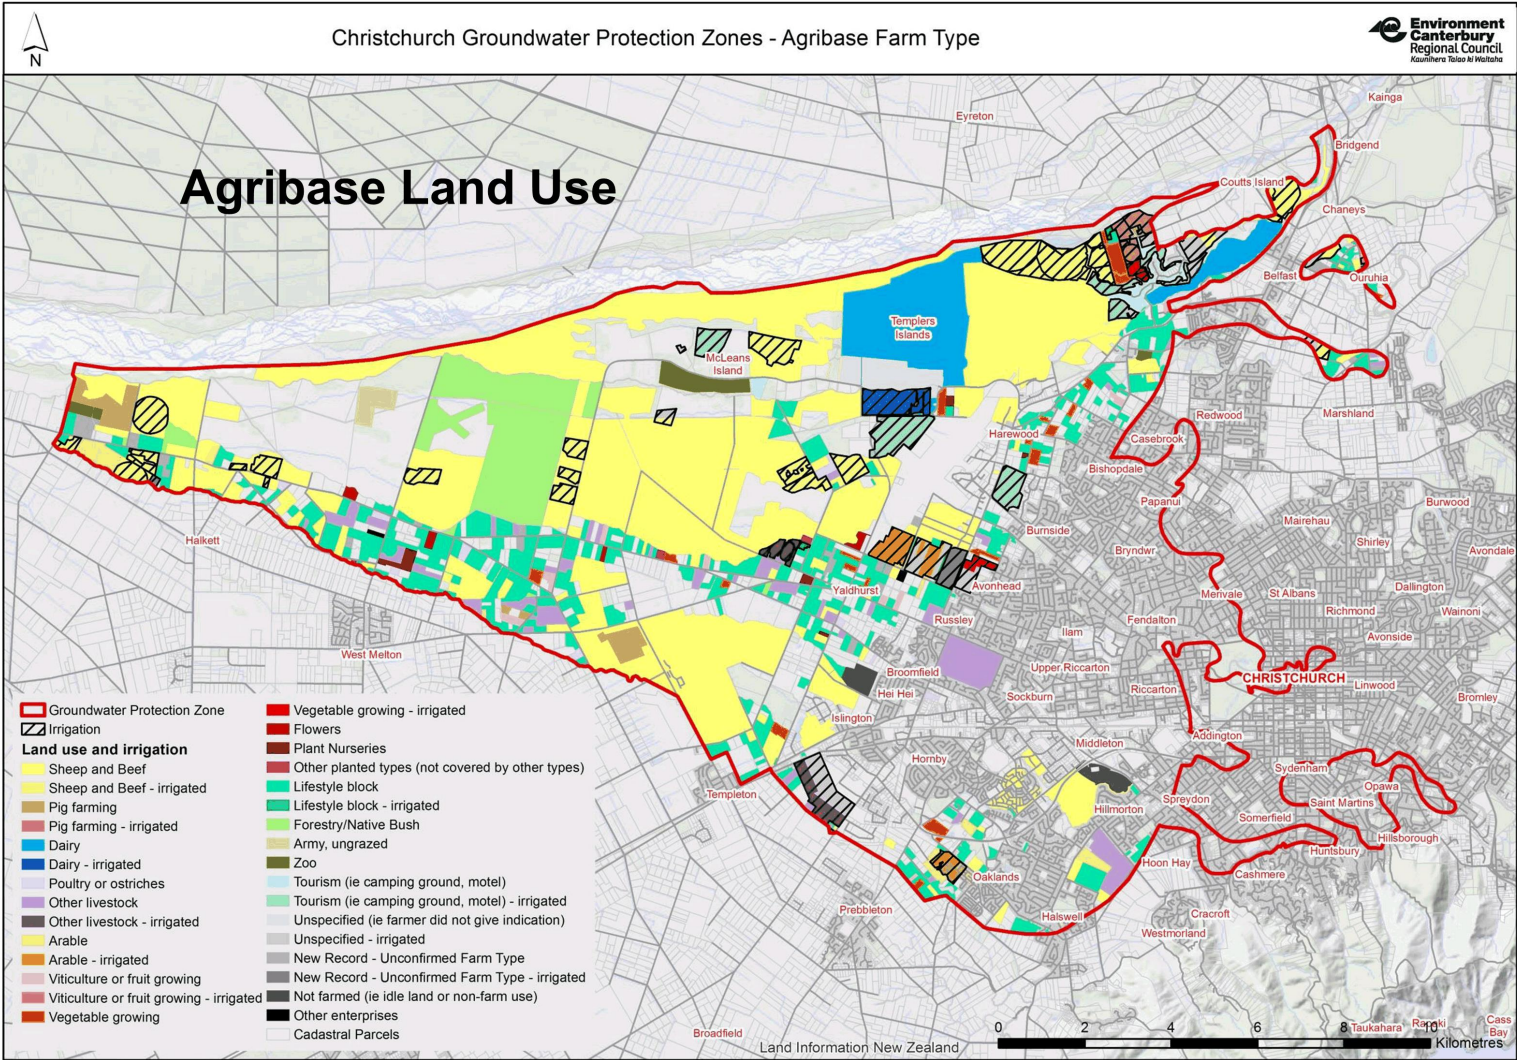 N
Christchurch Groundwater Protection Zones - Agribase Farm Type
Environment
Canterbury
Regional Council
Kaunihera Taiao ki Waitaha
Agribase Land Use
Kainga
Eyreton
Bridgend
Coutts Island
Chaneys
Belfast
Ouruhia
Templers
Islands
McLeans
Island
Redwood
Marshland
Harewood
Casebrook
Bishopdale
Papanui
Burwood
Mairehau
Burnside
Halkett
Bryndwr
Shirley
Avondale
Avonhead
Yaldhurst
Merivale
St Albans
Dallington
Richmond
Wainoni
Russley
Fendalton
Ilam
Avonside
West Melton
Broomfield
Upper Riccarton
Hei Hei
Sockburn
Riccarton
CHRISTCHURCH
Linwood
Bromley
Islington
Addington
Middleton
Hornby
Sydenham
Templeton
Opawa
Spreydon
Saint Martins
Hillmorton
Somerfield
Hillsborough
Huntsbury
Hoon Hay
Cashmere
Oaklands
Prebbleton
Halswell
Cracroft
Westmorland
Broadfield
Taukahara
Rapaki
Cass
Bay
Groundwater Protection Zone
Irrigation
Land use and irrigation
Sheep and Beef
Sheep and Beef - irrigated
Pig farming
Pig farming - irrigated
Dairy
Dairy - irrigated
Poultry or ostriches
Other livestock
Other livestock - irrigated
Arable
Arable - irrigated
Viticulture or fruit growing
Viticulture or fruit growing - irrigated
Vegetable growing
Vegetable growing - irrigated
Flowers
Plant Nurseries
Other planted types (not covered by other types)
Lifestyle block
Lifestyle block - irrigated
Forestry/Native Bush
Army, ungrazed
Zoo
Tourism (ie camping ground, motel)
Tourism (ie camping ground, motel) - irrigated
Unspecified (ie farmer did not give indication)
Unspecified - irrigated
New Record - Unconfirmed Farm Type
New Record - Unconfirmed Farm Type - irrigated
Not farmed (ie idle land or non-farm use)
Other enterprises
Cadastral Parcels
Land Information New Zealand
0 2 4 6 8 10
Kilometres